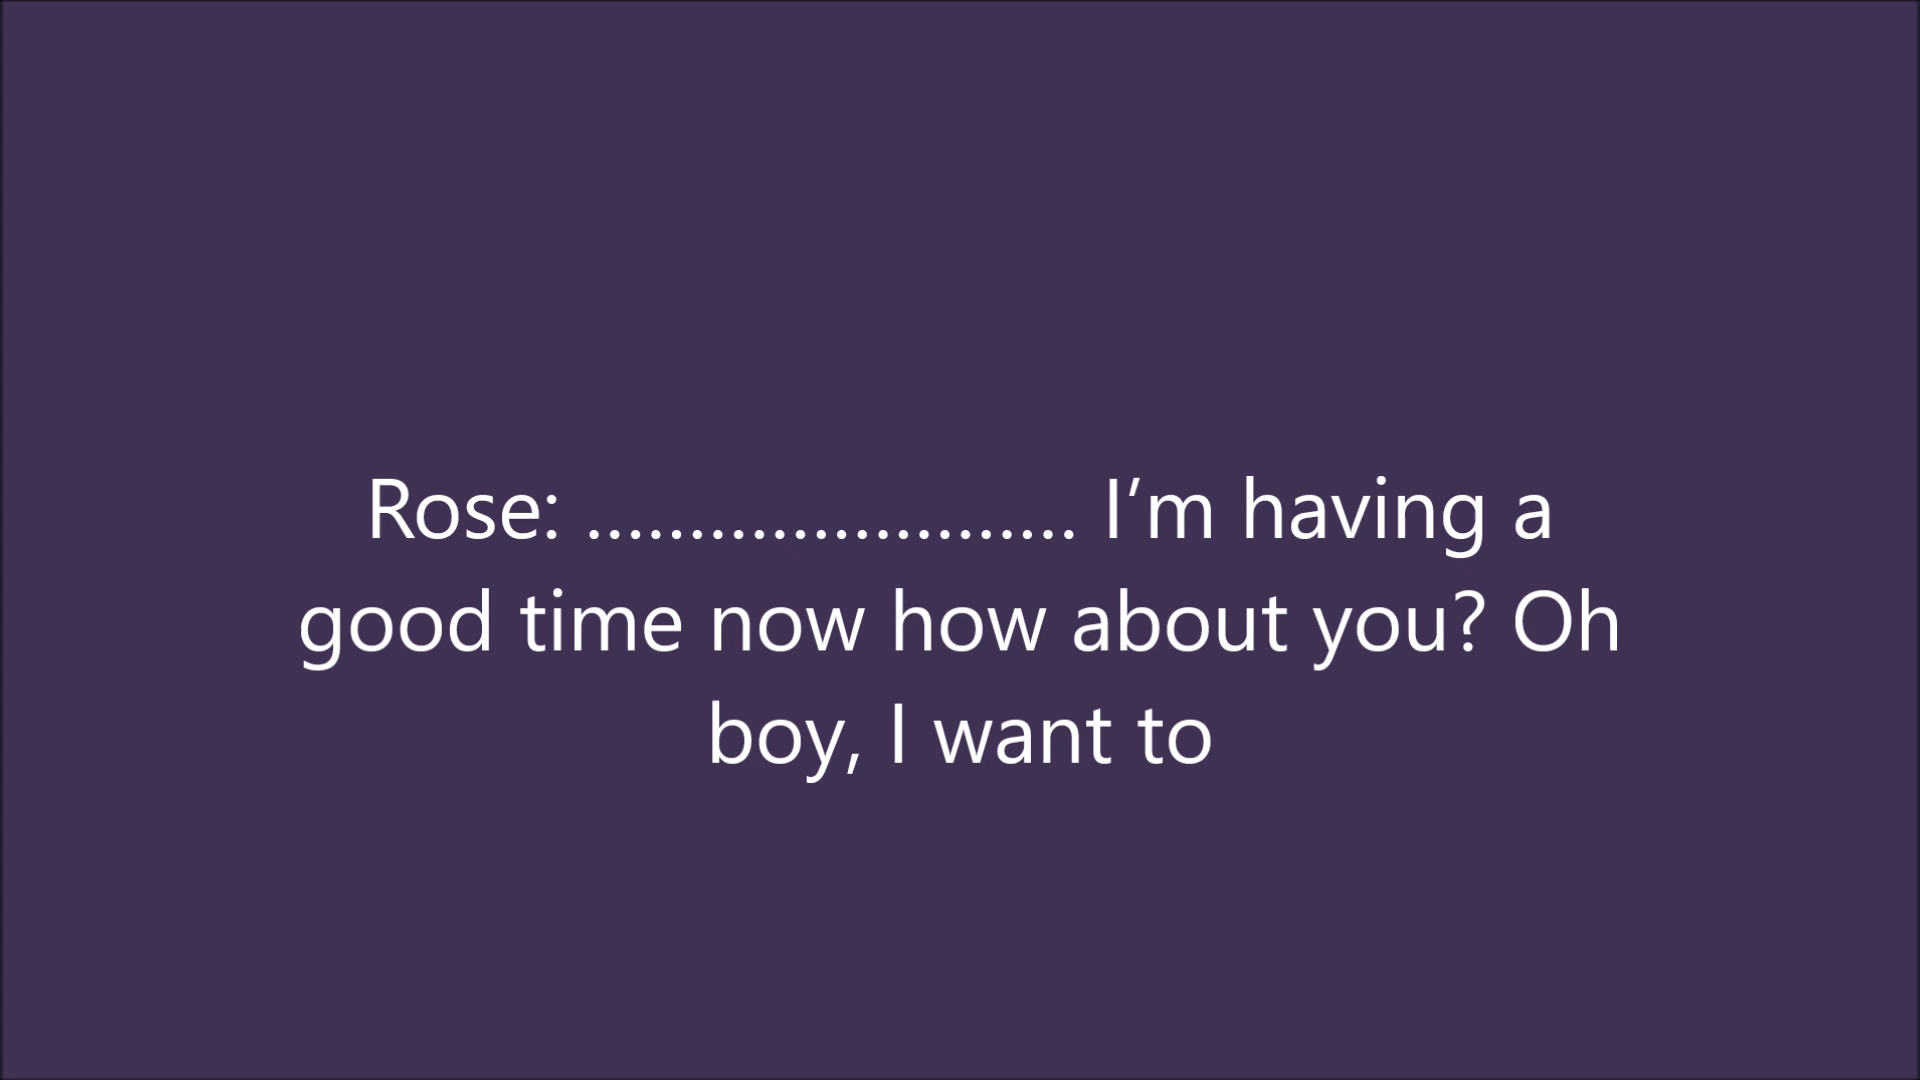 Rose: ........................ I’m having a
good time now how about you? Oh
boy, I want to